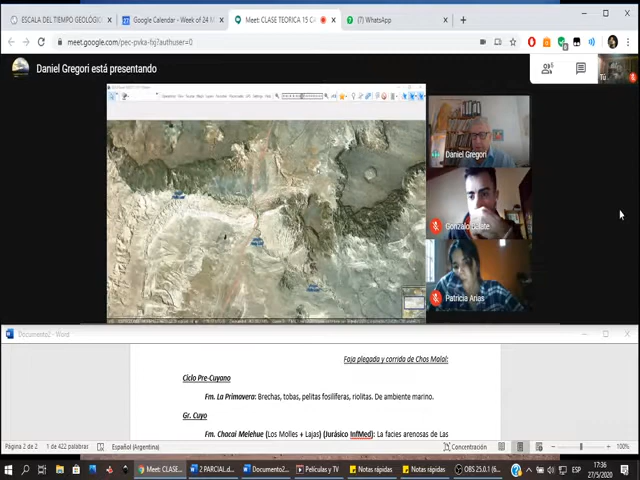 ESCALA DEL TIEMPO GEOLÓGI
Google Calendar - Week of 24 M
Meet: CLASE TEORICA 15 C
(7) WhatsApp
meet.google.com/pec-pvka-fxj?authuser=0
Daniel Gregori está presentando
6
Tú
Daniel Gregori
Gonzalo
Patricia Arias
Documento2 - Word
Faja plegada y corrida de Chos Malal:
Ciclo Pre-Cuyano
Fm. La Primavera: Brechas, tobas, pelitas fosilíferas, riolitas. De ambiente marino.
Gr. Cuyo
Fm. Chacai Melehue (Los Molles + Lajas) (Jurásico InfMed): La facies arenosas de Las
Página 2 de 2
1 de 422 palabras
Español (Argentina)
Concentración
Meet: CLASE...
2 PARCIAL.d...
Documento2...
Películas y TV
Notas rápidas
Notas rápidas
OBS 25.0.1 (6...
ESP
17:36
27/5/2020